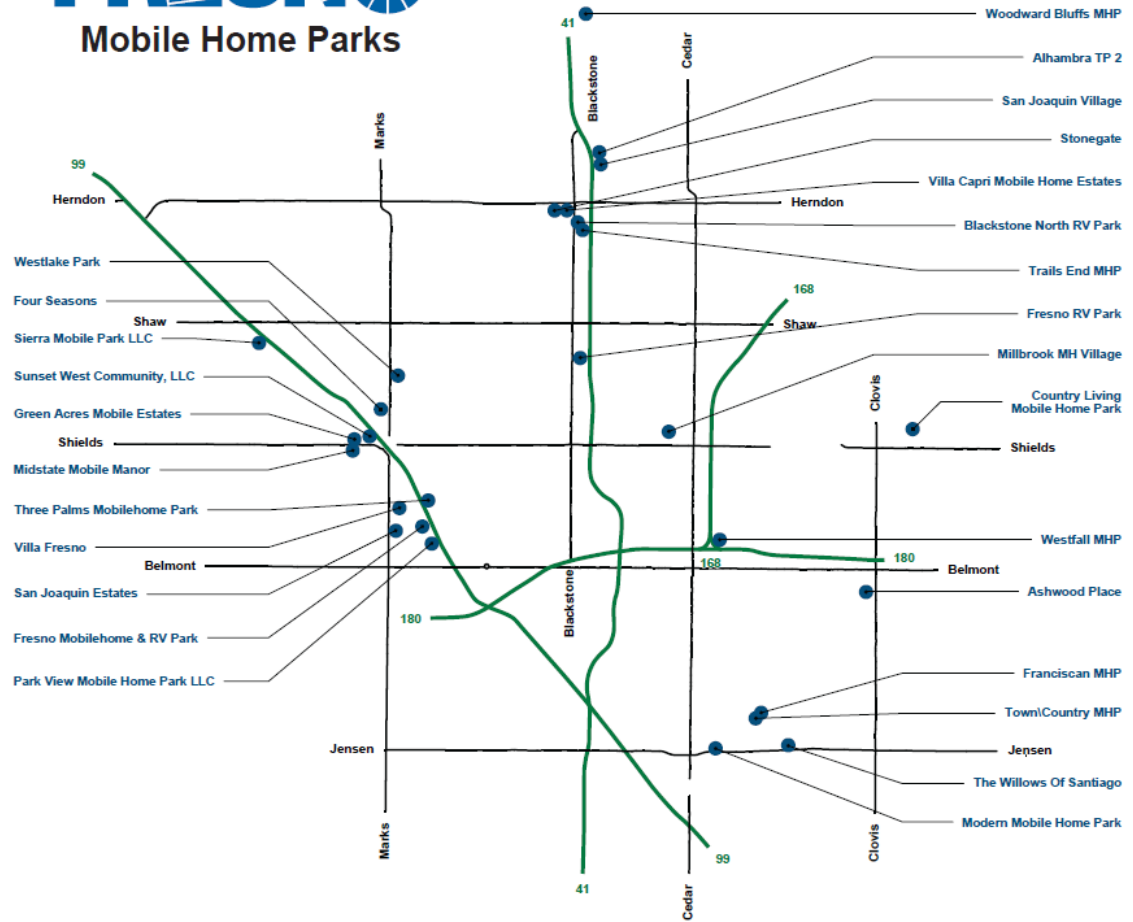 FRESNO
Mobile Home Parks
41
Woodward Bluffs MHP
Cedar
Alhambra TP 2
Blackstone
San Joaquin Village
Marks
Stonegate
99
Villa Capri Mobile Home Estates
Herndon
Herndon
Blackstone North RV Park
Westlake Park
Trails End MHP
168
Four Seasons
Fresno RV Park
Shaw
Shaw
Sierra Mobile Park LLC
Millbrook MH Village
Sunset West Community, LLC
Clovis
Country Living
Mobile Home Park
Green Acres Mobile Estates
Shields
Shields
Midstate Mobile Manor
Three Palms Mobilehome Park
Westfall MHP
Villa Fresno
180
168
Belmont
Belmont
San Joaquin Estates
Ashwood Place
Blackstone
180
Fresno Mobilehome & RV Park
Franciscan MHP
Park View Mobile Home Park LLC
Town\Country MHP
Jensen
Jensen
The Willows Of Santiago
Modern Mobile Home Park
Marks
Clovis
99
41
Cedar